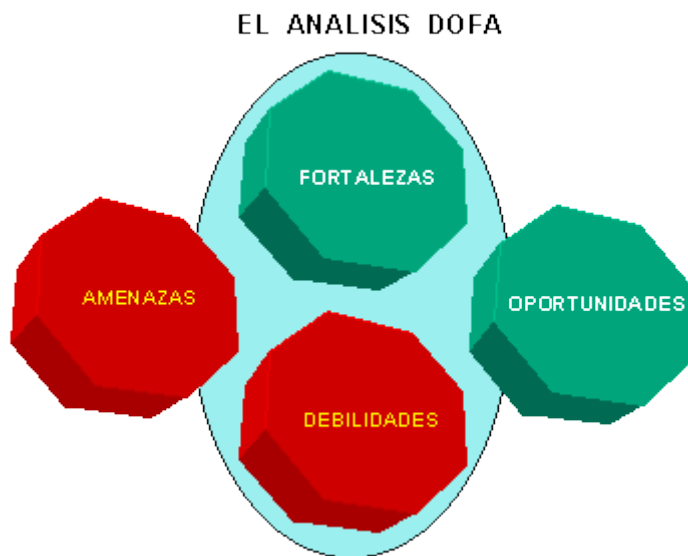 EL ANALISIS DOFA
FORTALEZAS
AMENAZAS
OPORTUNIDADES
DEBILIDADES